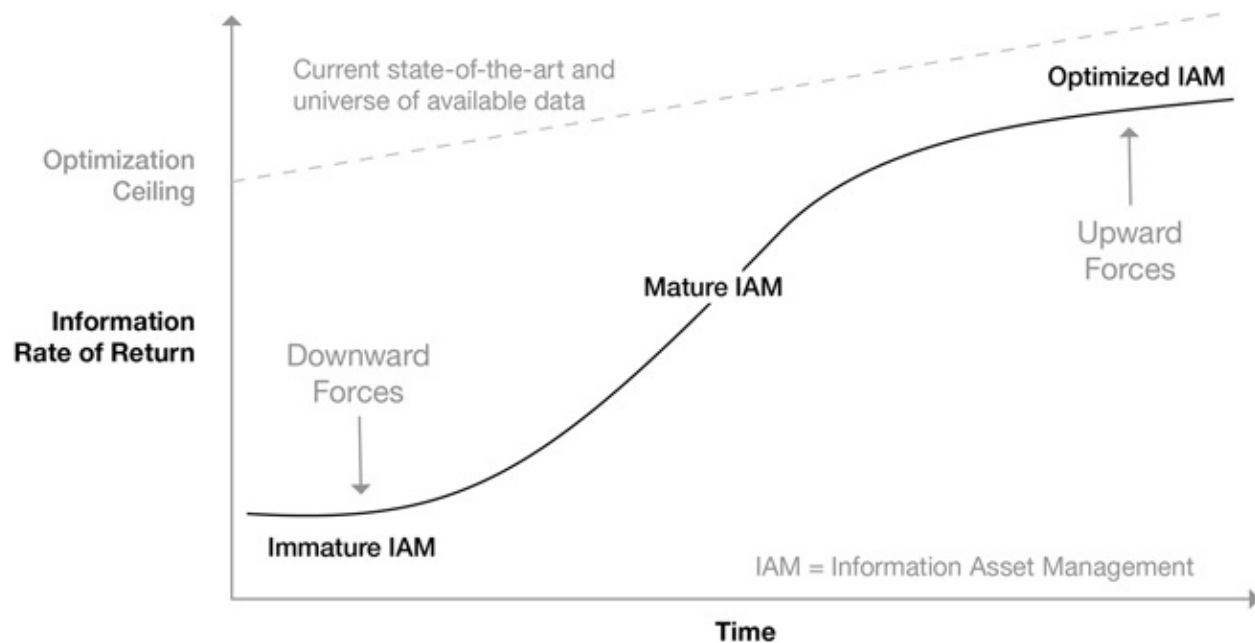 Current state-of-the-art and
universe of available data
Optimized IAM
Optimization
Ceiling
Upward
Forces
Mature IAM
Information
Rate of Return
Downward
Forces
Immature IAM
IAM = Information Asset Management
Time